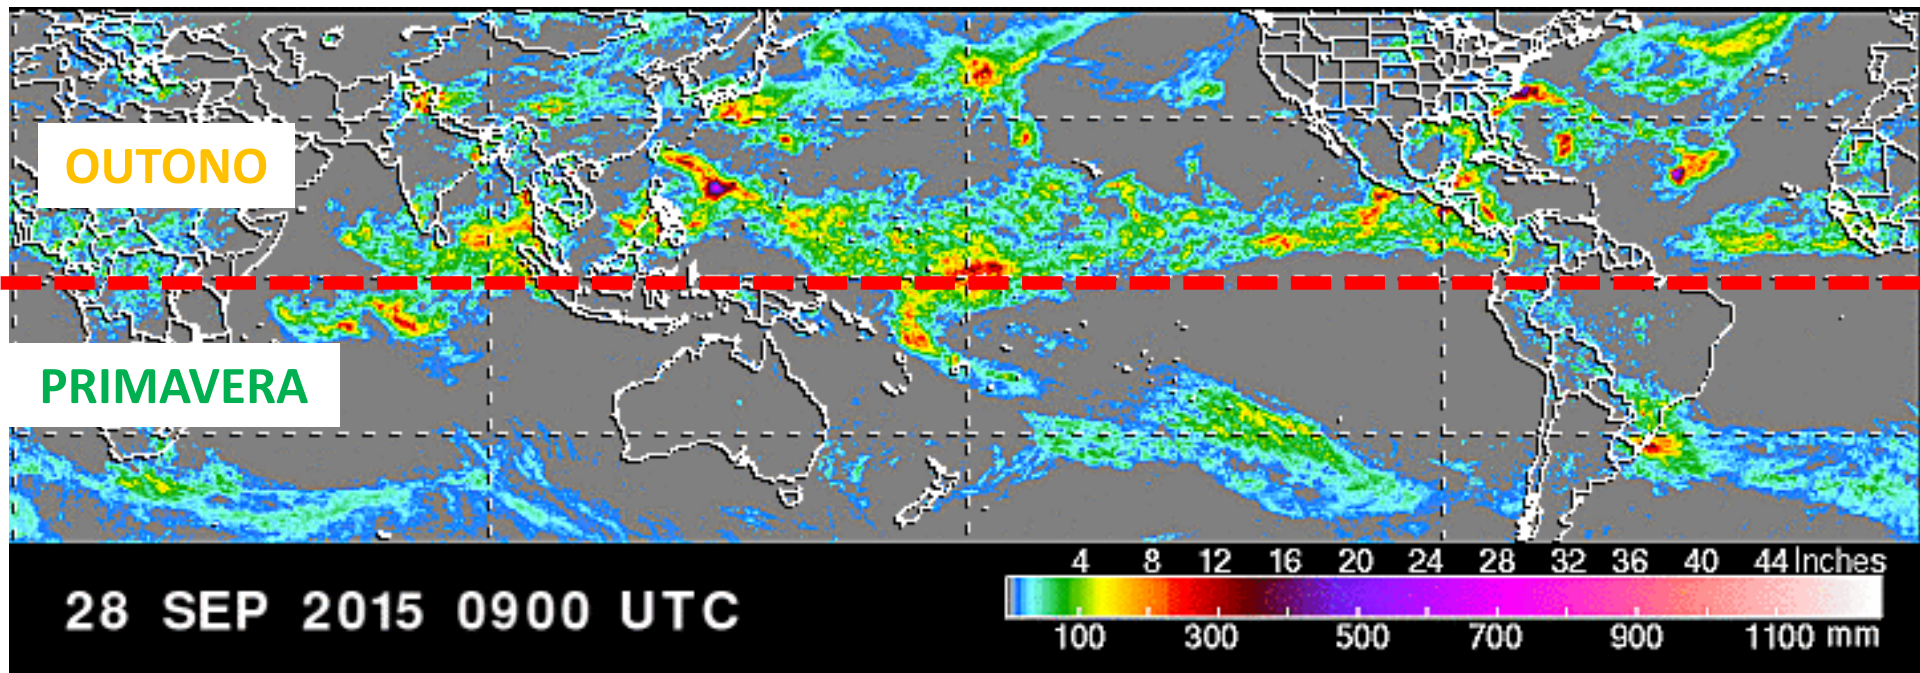 OUTONO
PRIMAVERA
4 8 12 16 20 24 28 32 36 40 44 Inches
28 SEP 2015 0900 UTC
100 300 500 700 900 1100 mm